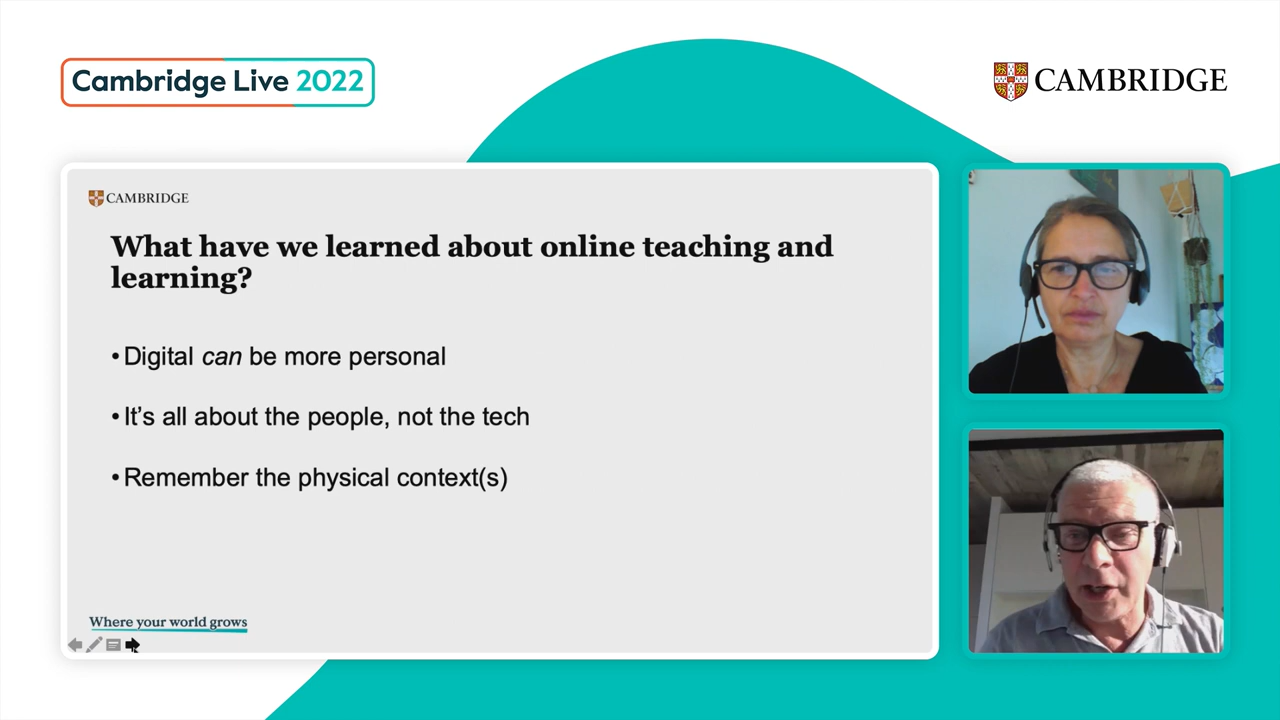 Cambridge Live 2022
CAMBRIDGE
CAMBRIDGE
What have we learned about online teaching and
learning?
•Digital can be more personal
•It's all about the people, not the tech
•Remember the physical context(s)
Where your world grows